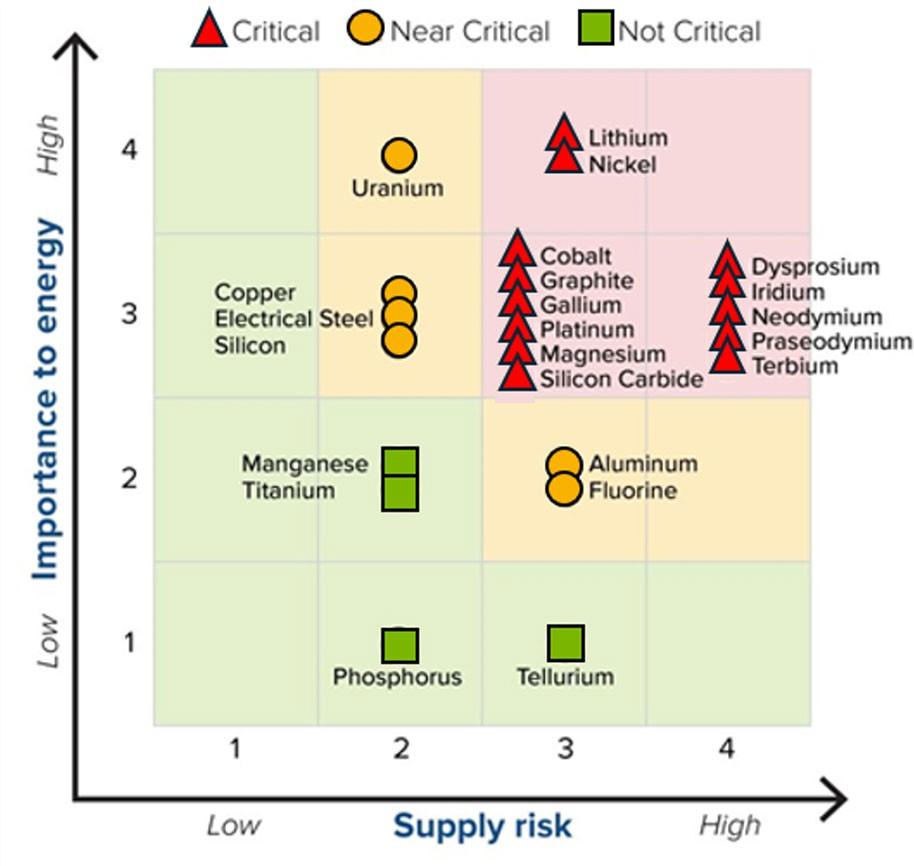 Critical
Near Critical
Not Critical
High
Importance to energy
Low
4
3
2
1
Uranium
Lithium
Nickel
Copper
Electrical Steel
Silicon
Cobalt
Graphite
Gallium
Platinum
Magnesium
Silicon Carbide
Dysprosium
Iridium
Neodymium
Praseodymium
Terbium
Manganese
Titanium
Aluminum
Fluorine
Phosphorus
Tellurium
1
2
3
4
Low
Supply risk
High